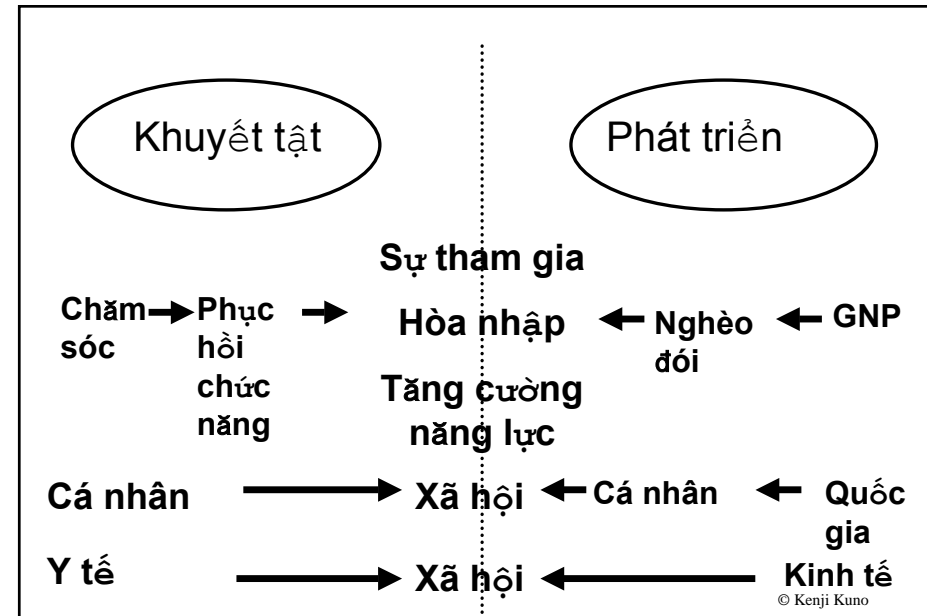 Khuyết tật
Phát triển
Sự tham gia
Chăm
sóc
Phục
hồi
chức
năng
Hòa nhập
Nghèo
đói
GNP
Tăng cường
năng lực
Cá nhân
Xã hội
Cá nhân
Quốc
gia
Y tế
Xã hội
Kinh tế
© Kenji Kuno